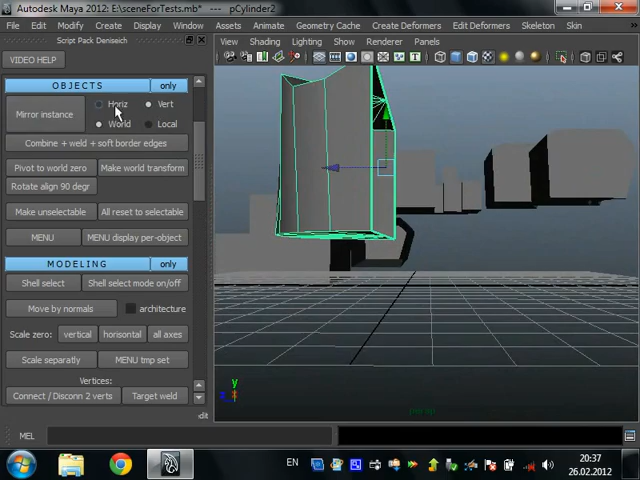 Autodesk Maya 2012: E:\sceneForTests.mb* --- pCylinder2
File Edit Modify Create Display Window Assets Animate Geometry Cache Create Deformers Edit Deformers Skeleton Skin
Script Pack Deniseich
View Shading Lighting Show Renderer Panels
VIDEO HELP
OBJECTS only
Mirror instance
Horiz Vert
World Local
Combine + weld + soft border edges
Pivot to world zero Make world transform
Rotate align 90 degr
Make unselectable All reset to selectable
MENU MENU display per-object
MODELING only
Shell select Shell select mode on/off
Move by normals architecture
Scale zero: vertical horisontal all axes
Scale separatly MENU tmp set
Vertices:
Connect / Disconn 2 verts Target weld
y
MEL
EN
20:37
26.02.2012